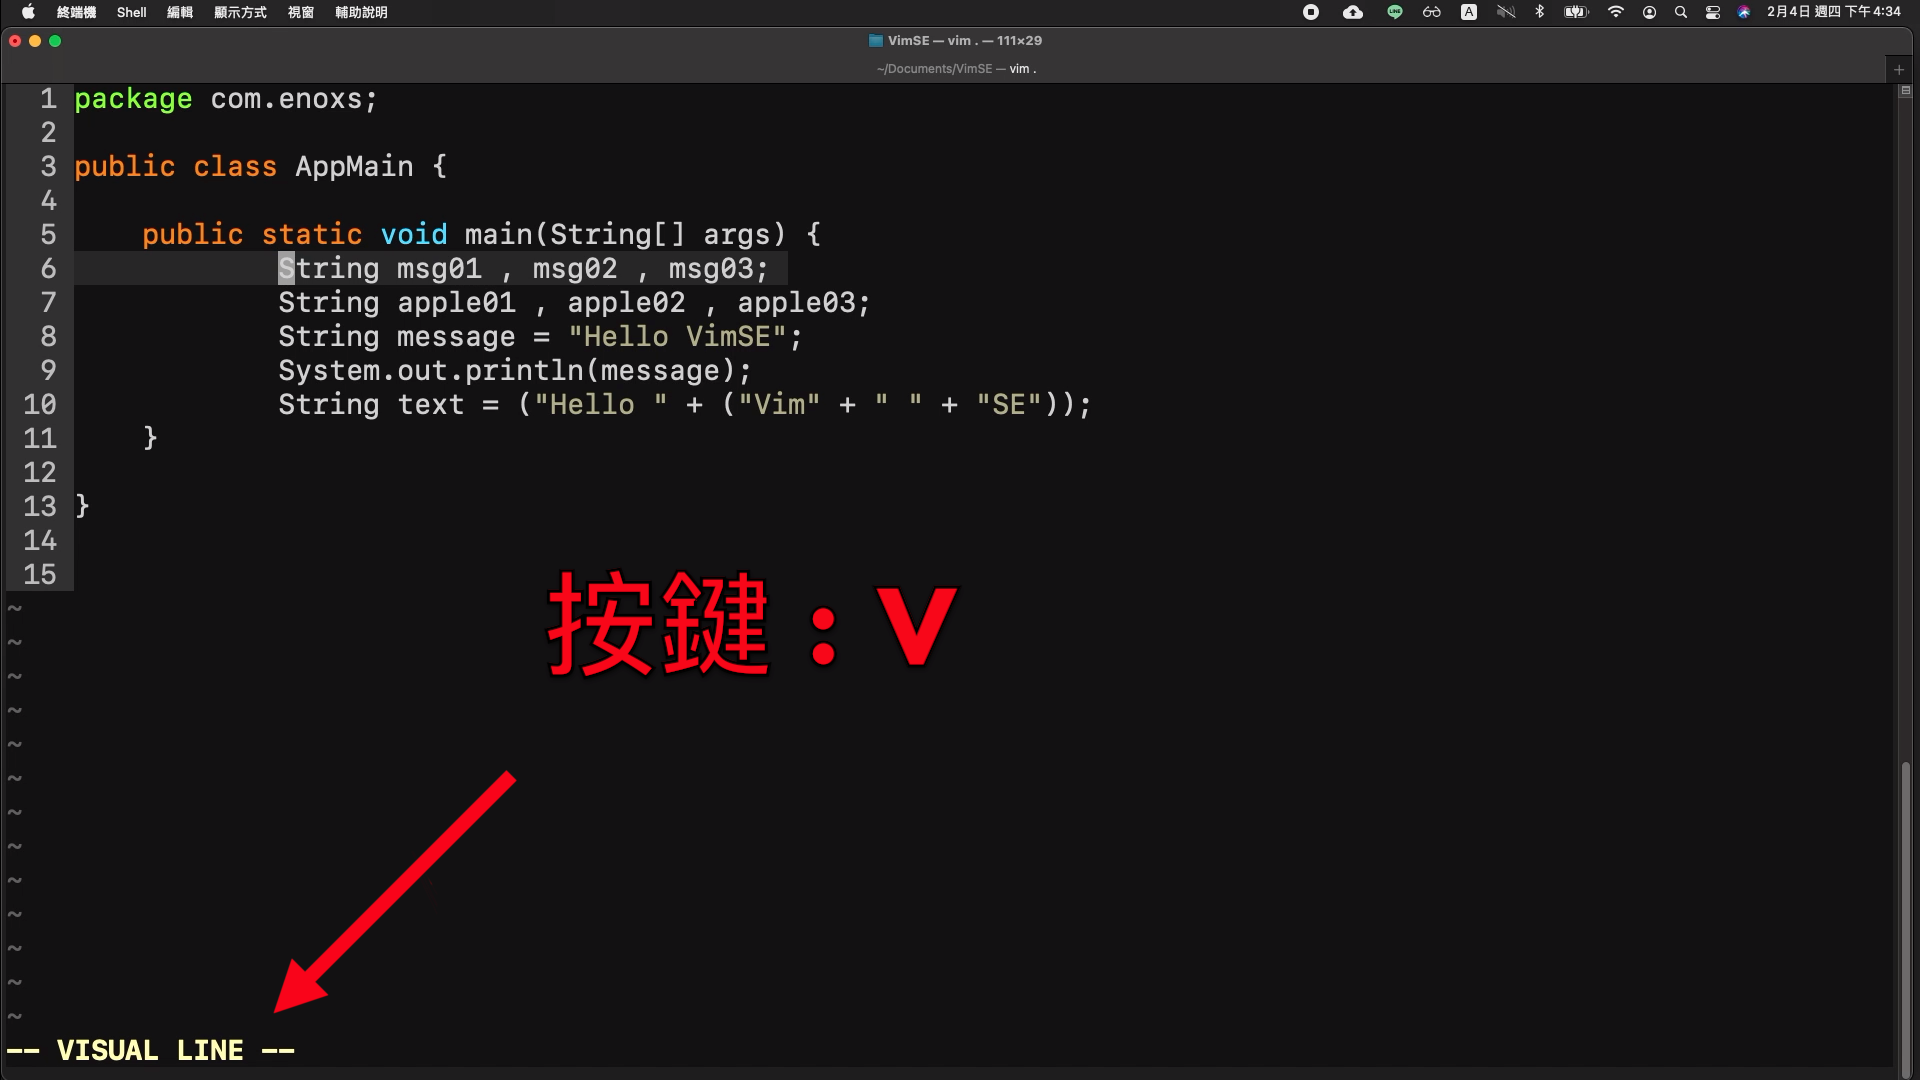 終端機 Shell 編輯 顯示方式 視窗 輔助說明 LINE A 2月4日 週四 下午4:34
VimSE — vim . — 111×29
~/Documents/VimSE — vim .
1 package com.enoxs;
2
3 public class AppMain {
4
5     public static void main(String[] args) {
6             String msg01 , msg02 , msg03;
7             String apple01 , apple02 , apple03;
8             String message = "Hello VimSE";
9             System.out.println(message);
10             String text = ("Hello " + ("Vim" + " " + "SE"));
11     }
12
13 }
14
15
~
~
~
~
~
~
~
~
~
~
~
~
~
按鍵：V
-- VISUAL LINE --